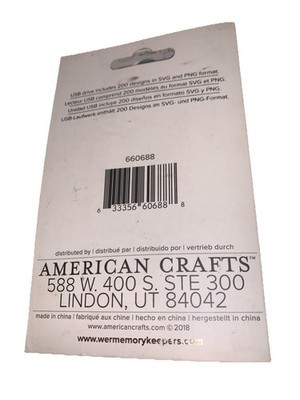 USB drive includes 200 designs in SVG and PNG format.
Lecteur USB comprend 200 modèles au format SVG et PNG.
Unidad USB incluye 200 diseños en formato SVG y PNG.
USB-Laufwerk enthält 200 Designs im SVG- und PNG-Format.
660688
6 33356 60688 8
distributed by | distribué par | distribuido por | vertrieb durch
AMERICAN CRAFTS™
588 W. 400 S. STE 300
LINDON, UT 84042
made in china | fabriqué aux chine | hecho en china | hergestellt in china
www.americancrafts.com © 2018
www.wermemorykeepers.com